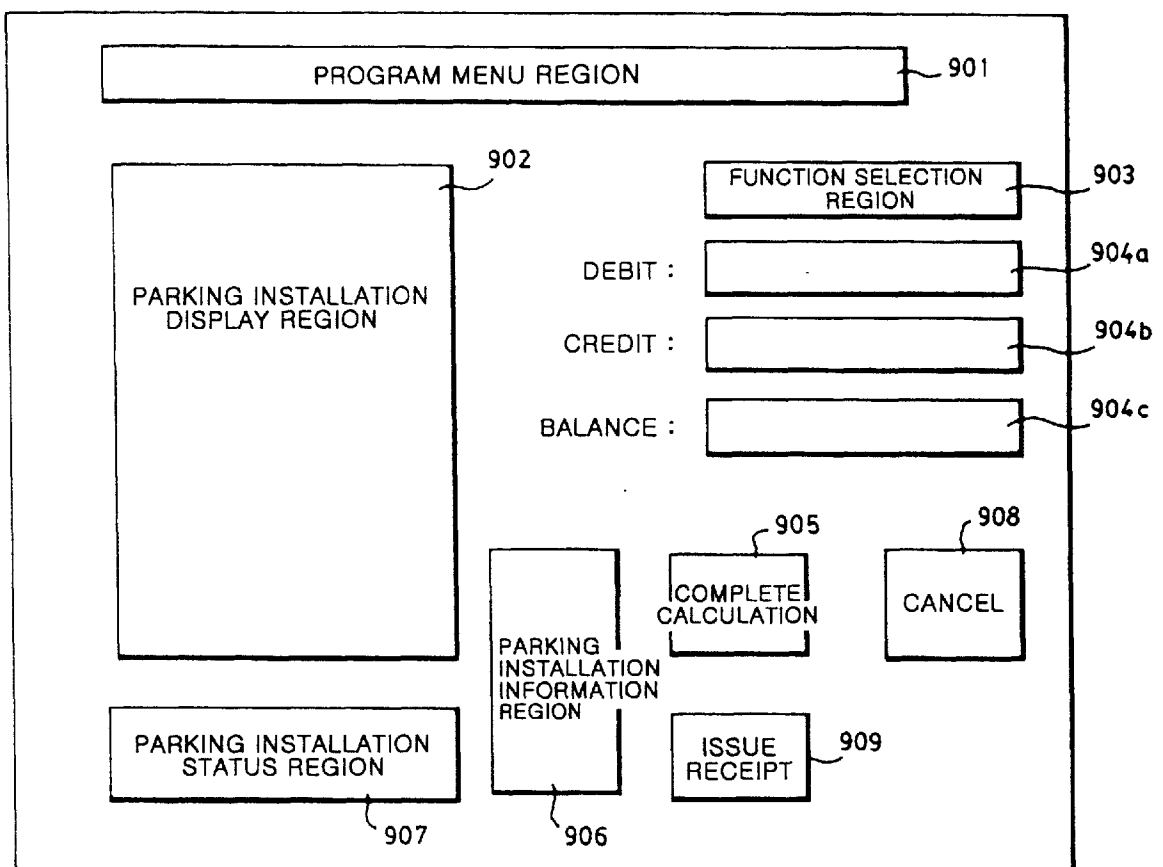 PROGRAM MENU REGION
901
902
PARKING INSTALLATION
DISPLAY REGION
FUNCTION SELECTION
REGION
903
DEBIT :
904a
CREDIT :
904b
BALANCE :
904c
905
COMPLETE
CALCULATION
908
CANCEL
PARKING
INSTALLATION
INFORMATION
REGION
906
PARKING INSTALLATION
STATUS REGION
907
ISSUE
RECEIPT
909